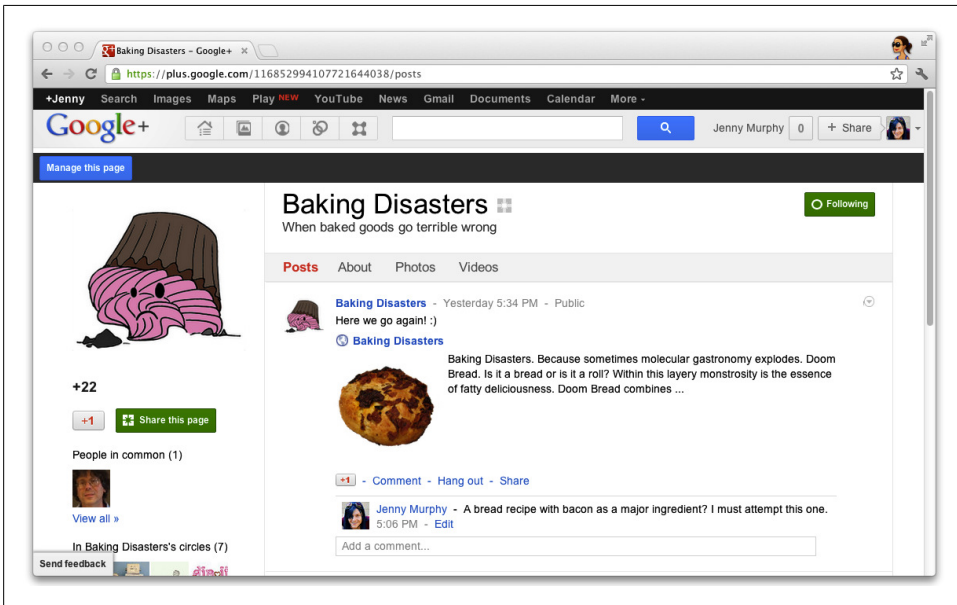 Baking Disasters - Google+
https://plus.google.com/116852994107721644038/posts
+Jenny Search Images Maps Play NEW YouTube News Gmail Documents Calendar More -
Google+
Jenny Murphy 0 + Share
Manage this page
Baking Disasters
Following
When baked goods go terrible wrong
Posts About Photos Videos
Baking Disasters - Yesterday 5:34 PM - Public
Here we go again! :)
Baking Disasters
Baking Disasters. Because sometimes molecular gastronomy explodes. Doom
Bread. Is it a bread or is it a roll? Within this layery monstrosity is the essence
of fatty deliciousness. Doom Bread combines ...
+22
+1 Share this page
People in common (1)
View all »
In Baking Disasters's circles (7)
Send feedback
+1 - Comment - Hang out - Share
Jenny Murphy - A bread recipe with bacon as a major ingredient? I must attempt this one.
5:06 PM - Edit
Add a comment...